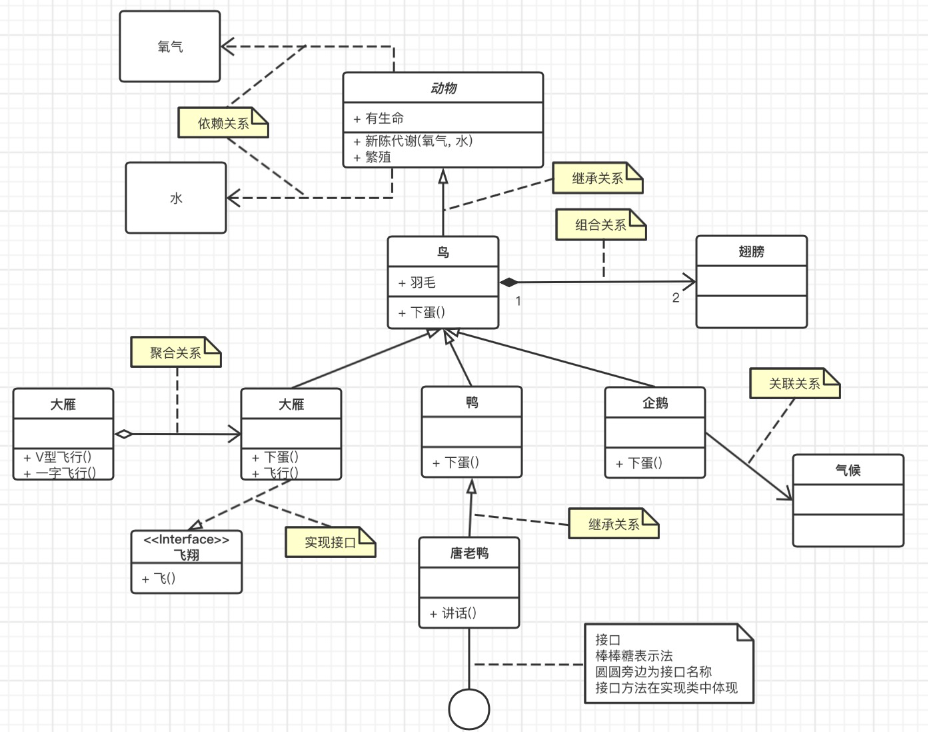 氧气
动物
+ 有生命
+ 新陈代谢(氧气, 水)
+ 繁殖
依赖关系
水
继承关系
组合关系
鸟
+ 羽毛
+ 下蛋()
1
2
翅膀
聚合关系
大雁
+ V型飞行()
+ 一字飞行()
大雁
+ 下蛋()
+ 飞行()
鸭
+ 下蛋()
企鹅
+ 下蛋()
关联关系
气候
<<Interface>>
飞翔
+ 飞()
实现接口
继承关系
唐老鸭
+ 讲话()
接口
棒棒糖表示法
圆圆旁边为接口名称
接口方法在实现类中体现